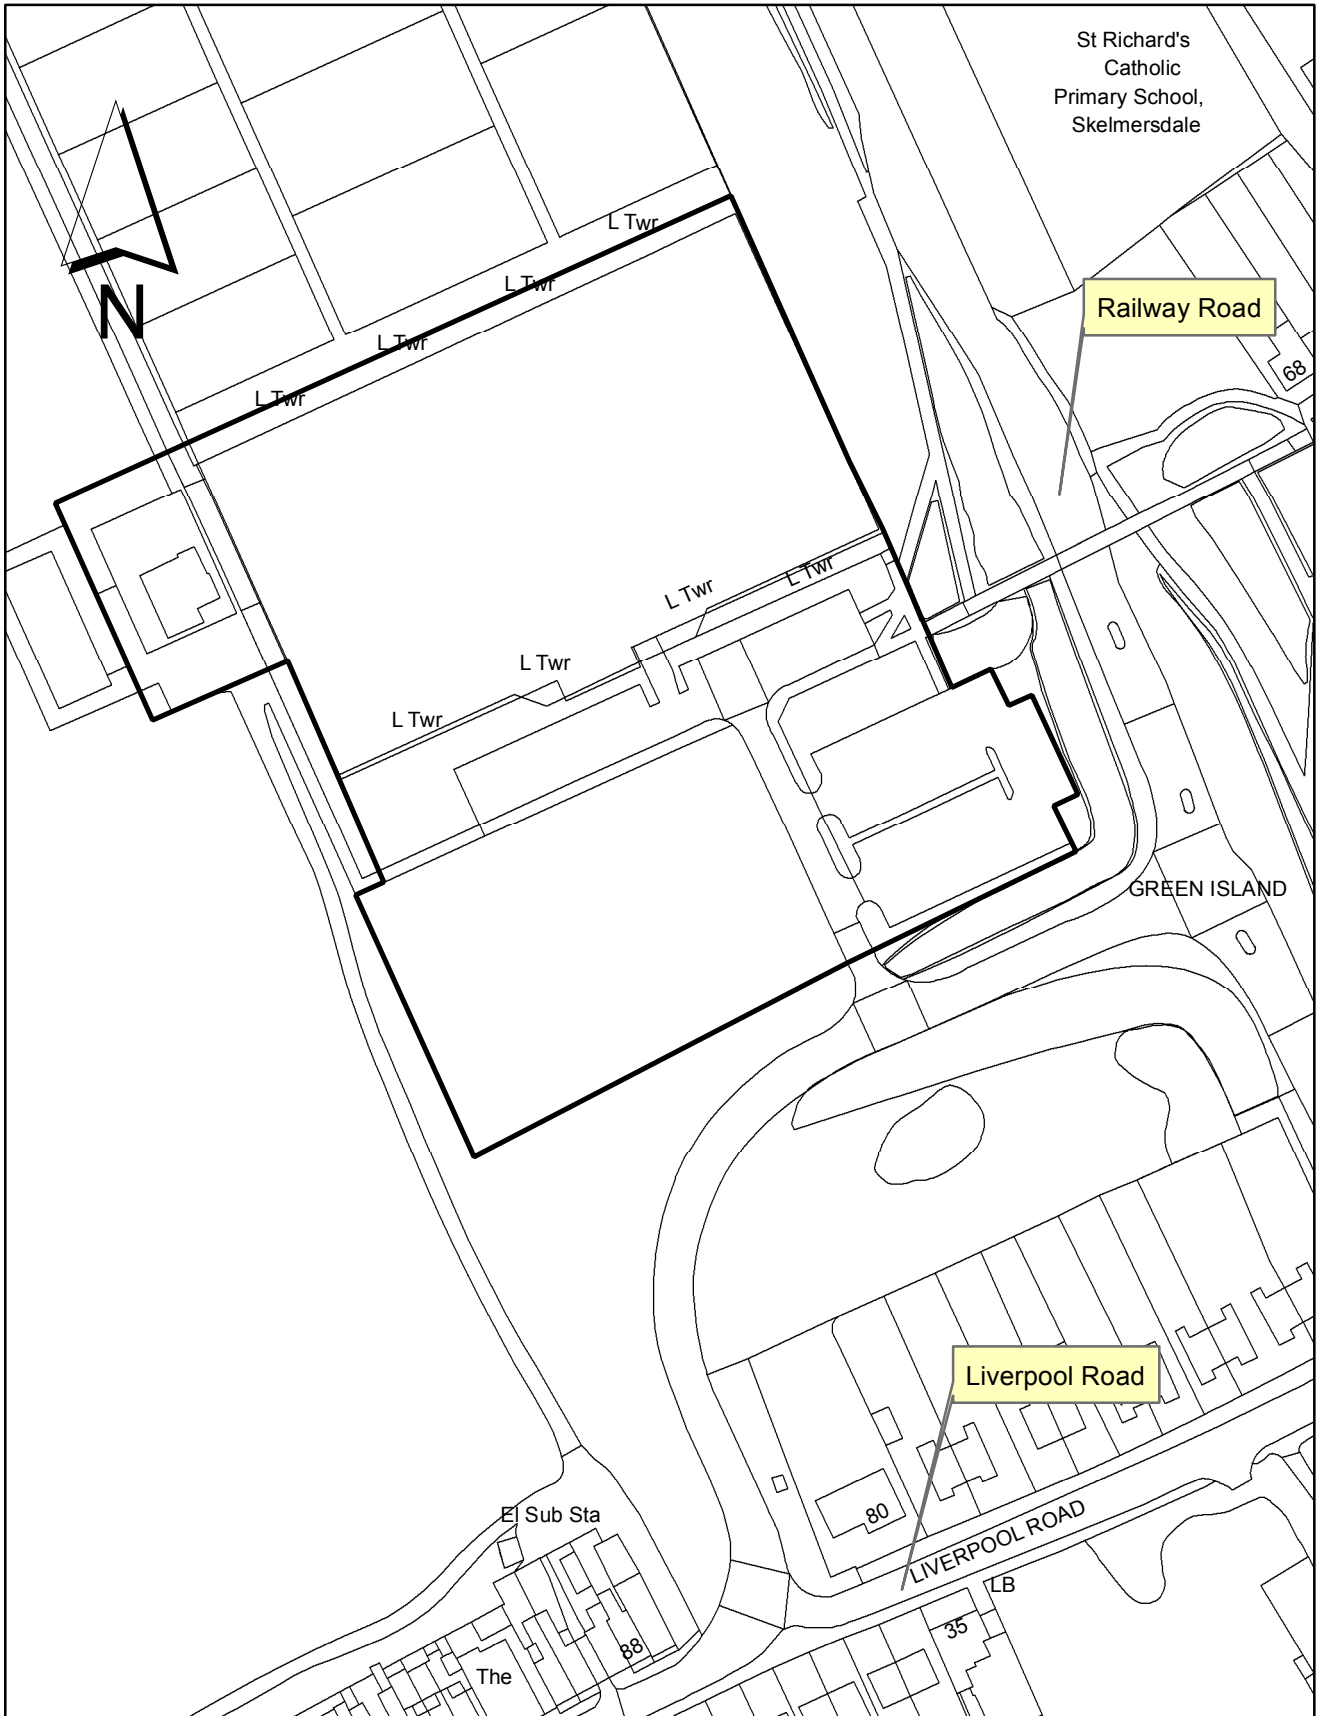 St Richard's
Catholic
Primary School,
Skelmersdale
L Twr
L Twr
Railway Road
N
L Twr
68
L Twr
L Twr
L Twr
L Twr
L Twr
GREEN ISLAND
Liverpool Road
El Sub Sta
80
LIVERPOOL ROAD
LB
35
88
The